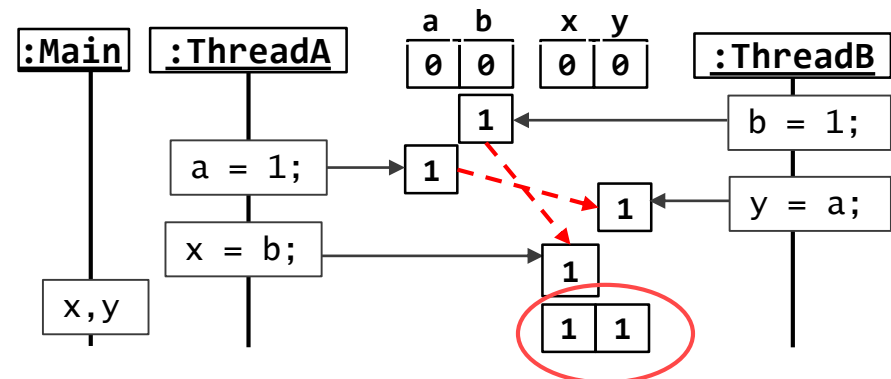 a b x y
:Main :ThreadA 0 0 0 0 :ThreadB
1 b = 1;
a = 1; 1
1 y = a;
x = b; 1
x,y 1 1